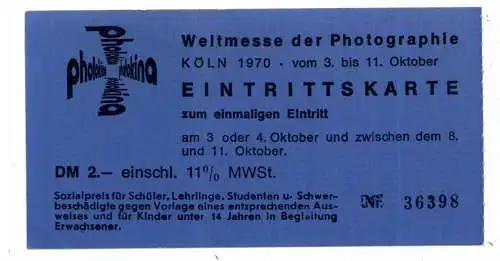 photokina
photokina
Weltmesse der Photographie
KÖLN 1970 · vom 3. bis 11. Oktober
EINTRITTSKARTE
zum einmaligen Eintritt
am 3 oder 4. Oktober und zwischen dem 8.
und 11. Oktober.
DM 2.— einschl. 11% MWSt.
Sozialpreis für Schüler, Lehrlinge, Studenten u- Schwer-
beschädigte gegen Vorlage eines entsprechenden Aus-
weises und für Kinder unter 14 Jahren in Begleitung
Erwachsener.
Nr. 36398